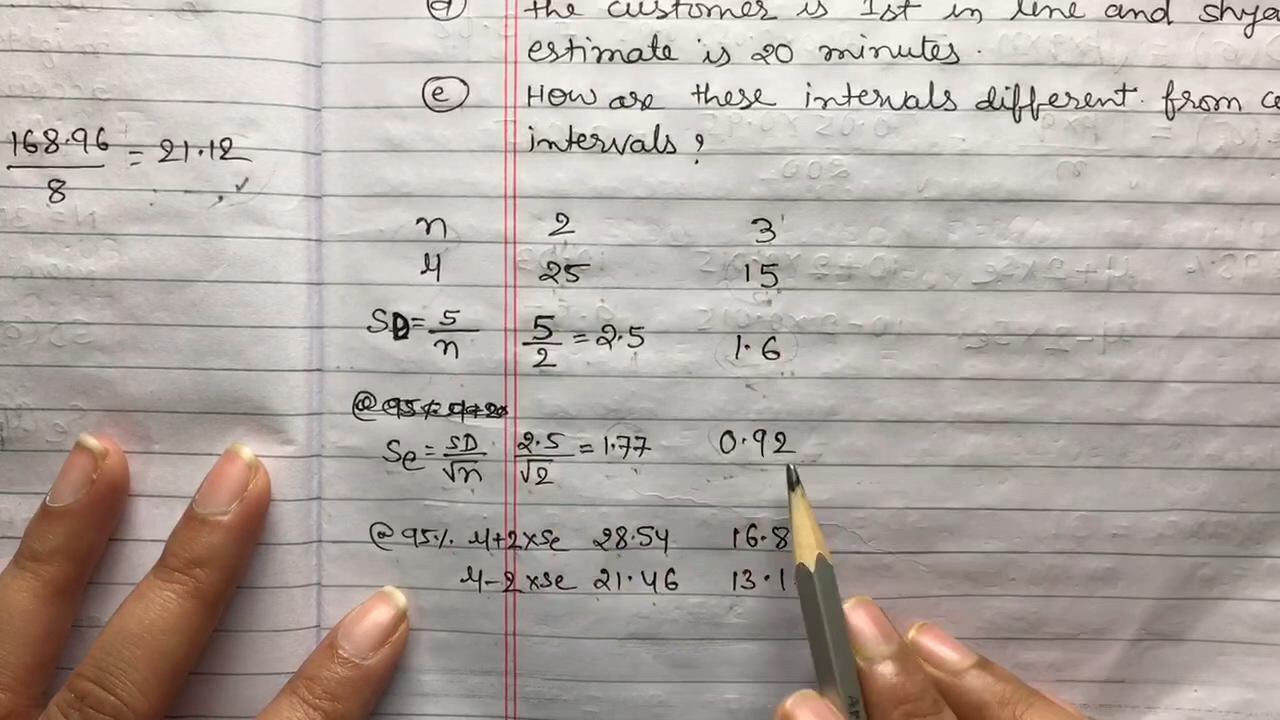 d the customer is 1st in line and shya
estimate is 20 minutes.
e How are these intervals different from
intervals?
168.96 / 8 = 21.12 ✓
n 2 3
μ 25 15
SD = 5/n 5/2 = 2.5 1.6
Se = SD/√n 2.5/√2 = 1.77 0.92
@95% μ+2×Se 28.54 16.8
μ-2×Se 21.46 13.1